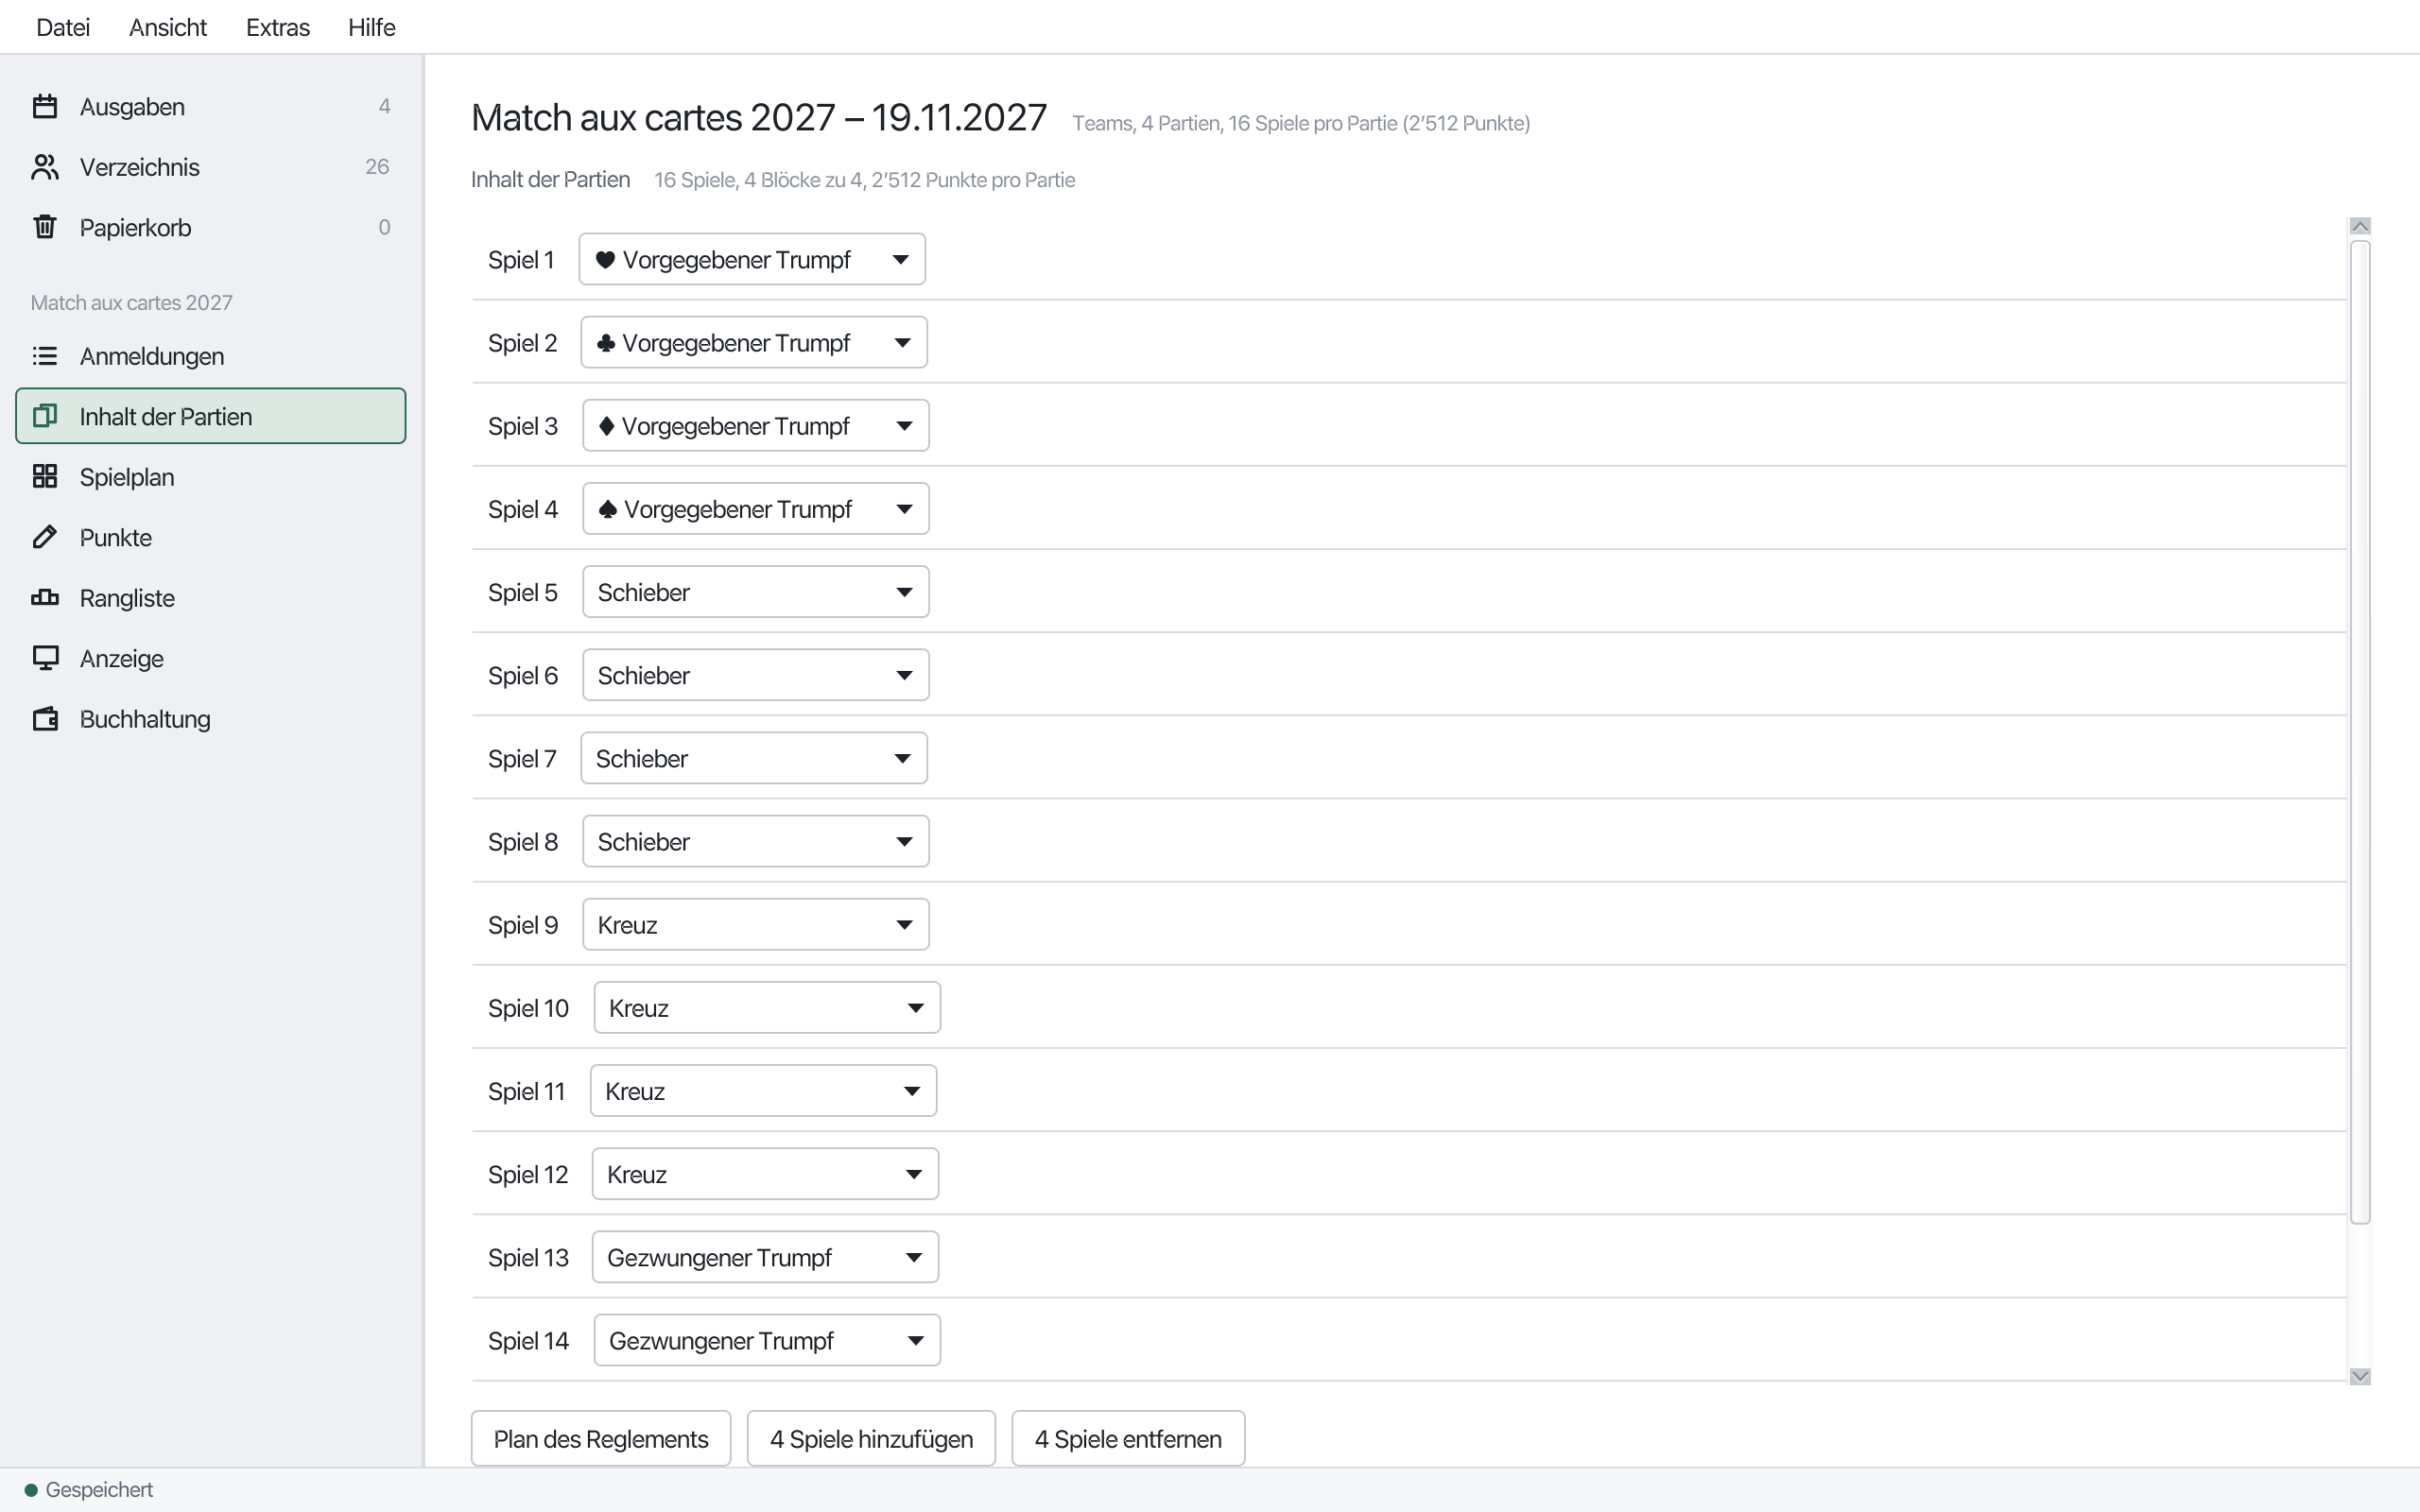 Datei Ansicht Extras Hilfe
Ausgaben 4
Verzeichnis 26
Papierkorb 0
Match aux cartes 2027
Anmeldungen
Inhalt der Partien
Spielplan
Punkte
Rangliste
Anzeige
Buchhaltung
Match aux cartes 2027 – 19.11.2027 Teams, 4 Partien, 16 Spiele pro Partie (2’512 Punkte)
Inhalt der Partien 16 Spiele, 4 Blöcke zu 4, 2’512 Punkte pro Partie
Spiel 1 ♥ Vorgegebener Trumpf
Spiel 2 ♣ Vorgegebener Trumpf
Spiel 3 ♦ Vorgegebener Trumpf
Spiel 4 ♠ Vorgegebener Trumpf
Spiel 5 Schieber
Spiel 6 Schieber
Spiel 7 Schieber
Spiel 8 Schieber
Spiel 9 Kreuz
Spiel 10 Kreuz
Spiel 11 Kreuz
Spiel 12 Kreuz
Spiel 13 Gezwungener Trumpf
Spiel 14 Gezwungener Trumpf
Plan des Reglements 4 Spiele hinzufügen 4 Spiele entfernen
Gespeichert